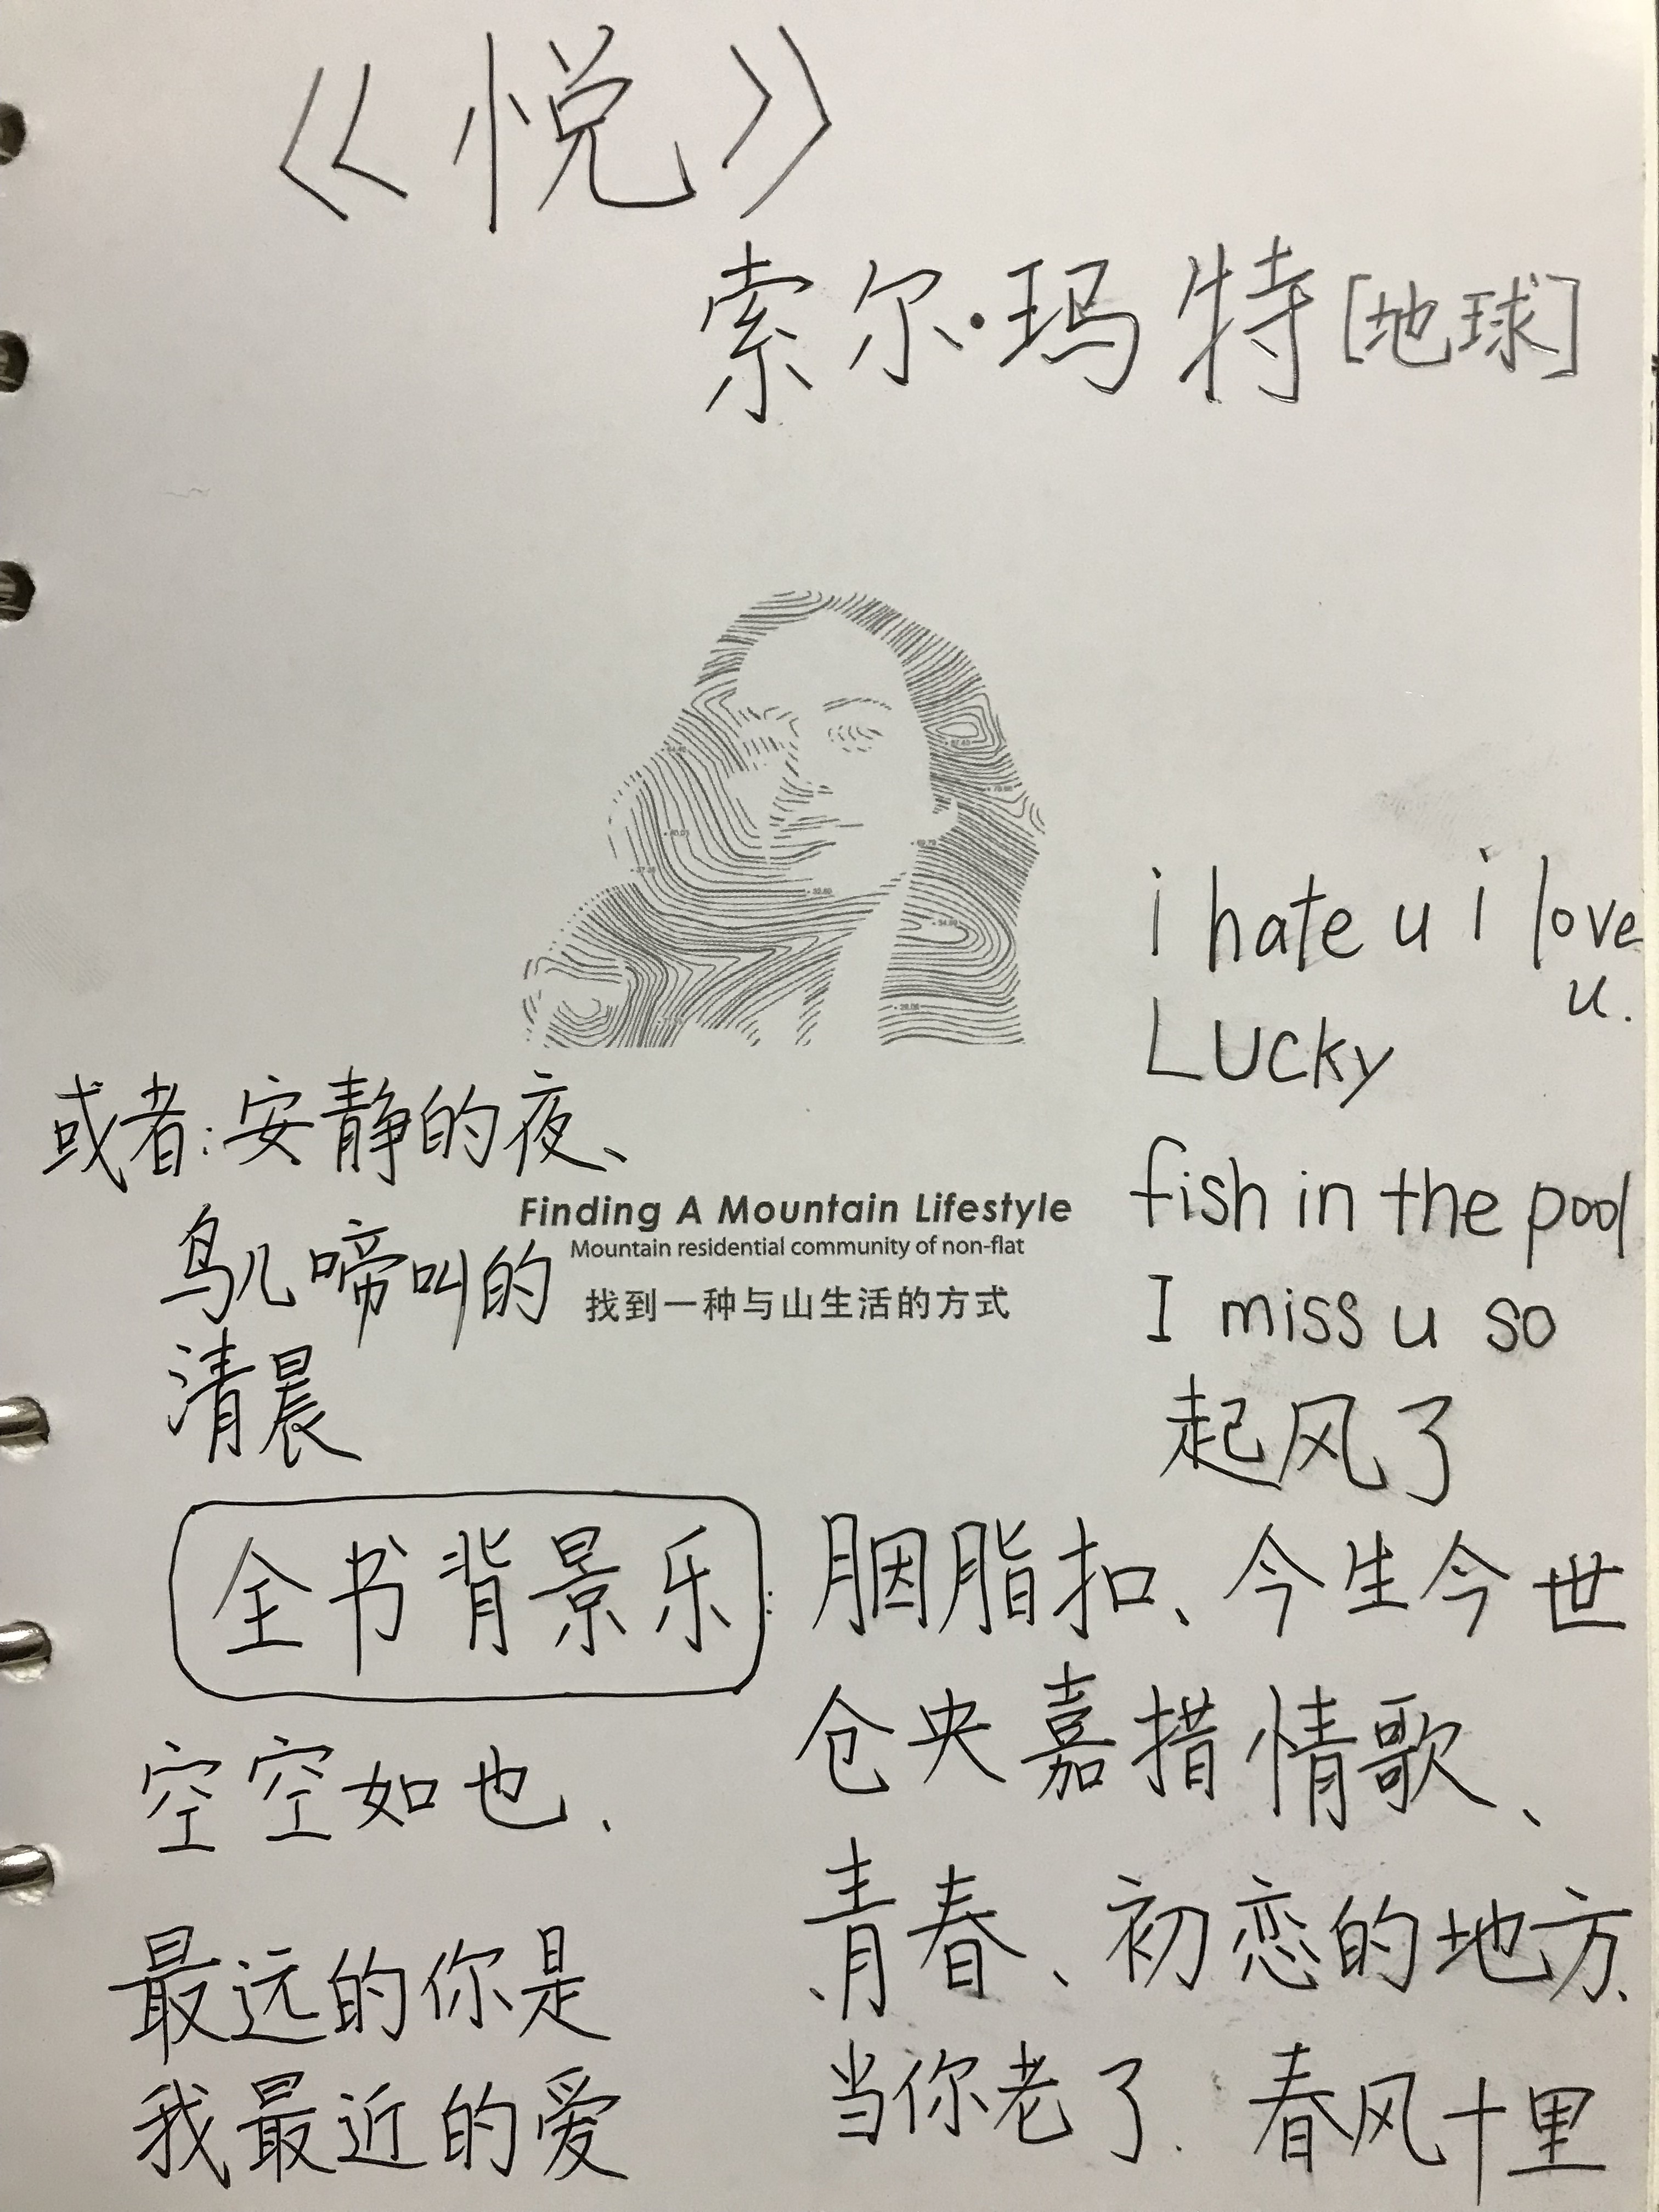 《悦》
索尔·玛特[地球]
i hate u i love
u.
Lucky
fish in the pool
I miss u so
起风了
或者:安静的夜、
鸟儿啼叫的
清晨
Finding A Mountain Lifestyle
Mountain residential community of non-flat
找到一种与山生活的方式
全书背景乐:胭脂扣、今生今世
仓央嘉措情歌、
青春、初恋的地方、
当你老了、春风十里
空空如也、
最远的你是
我最近的爱